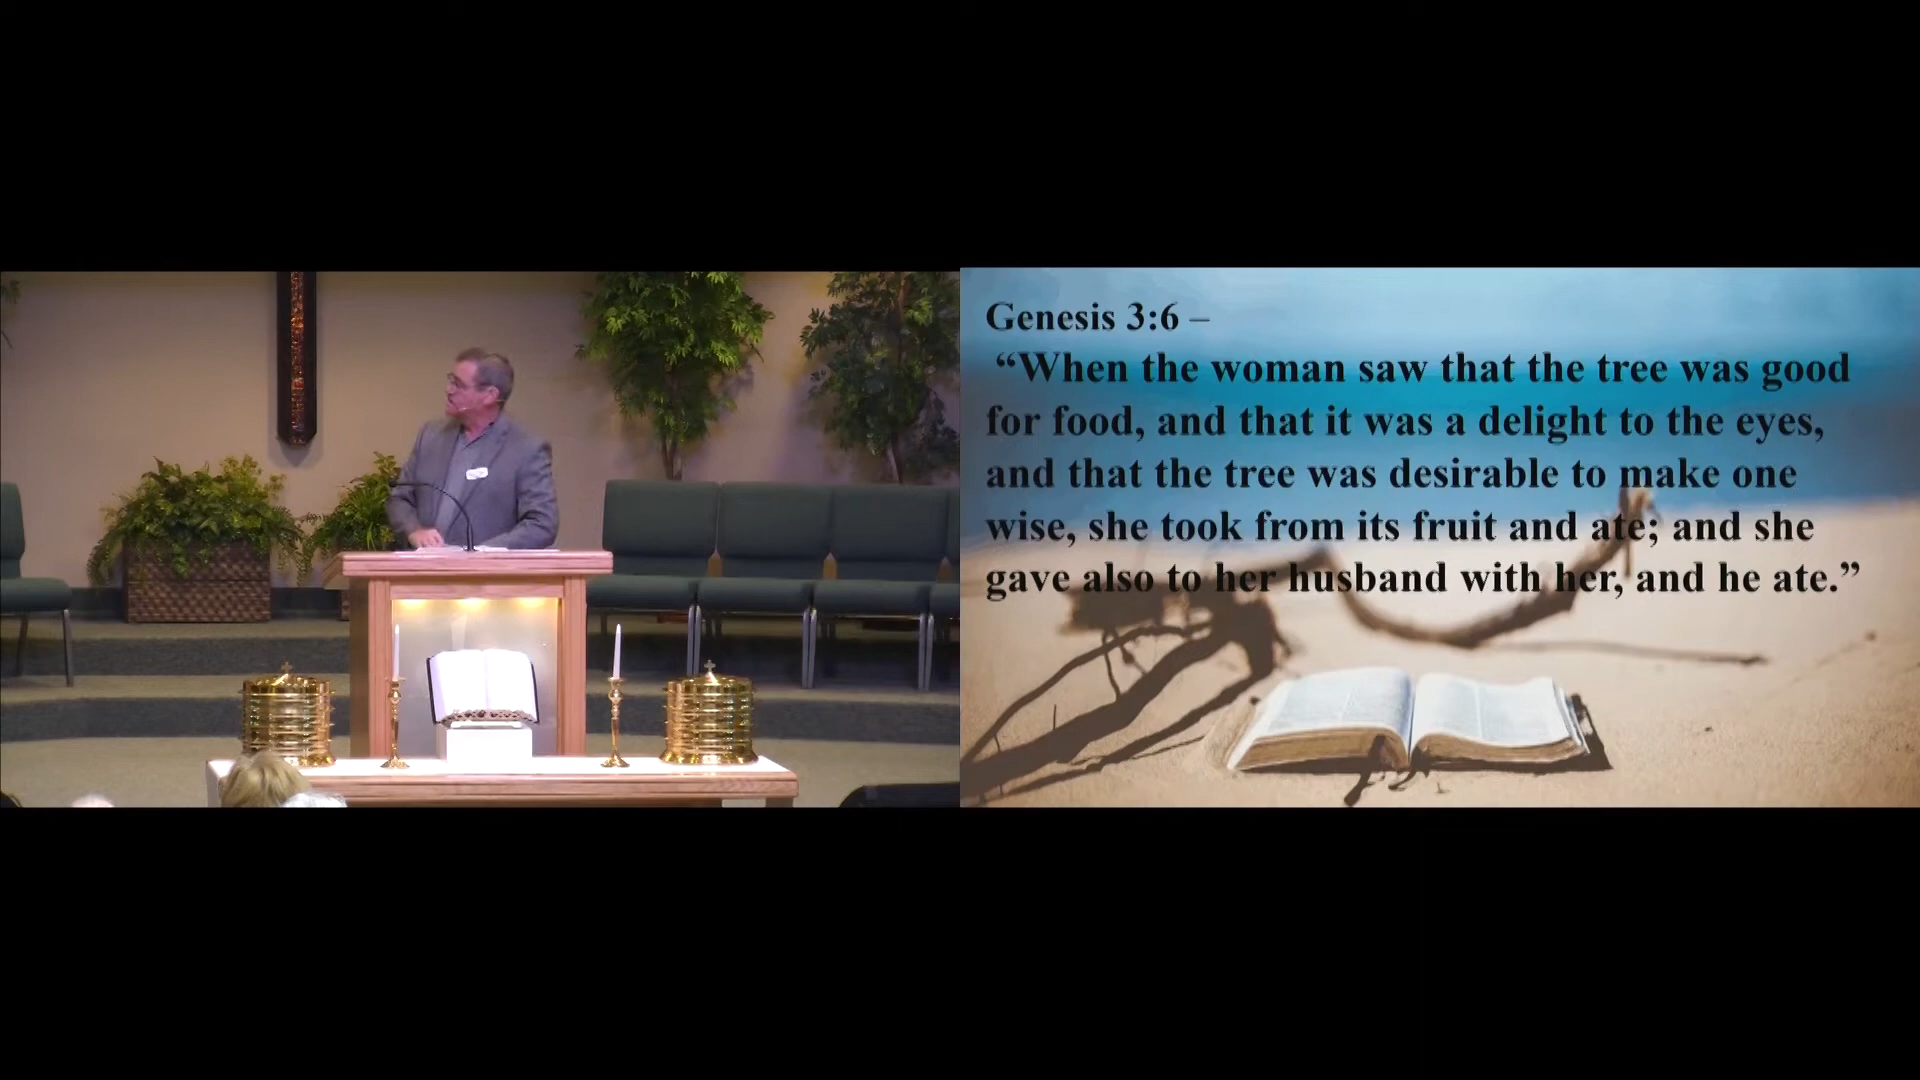 Genesis 3:6 –
“When the woman saw that the tree was good
for food, and that it was a delight to the eyes,
and that the tree was desirable to make one
wise, she took from its fruit and ate; and she
gave also to her husband with her, and he ate.”